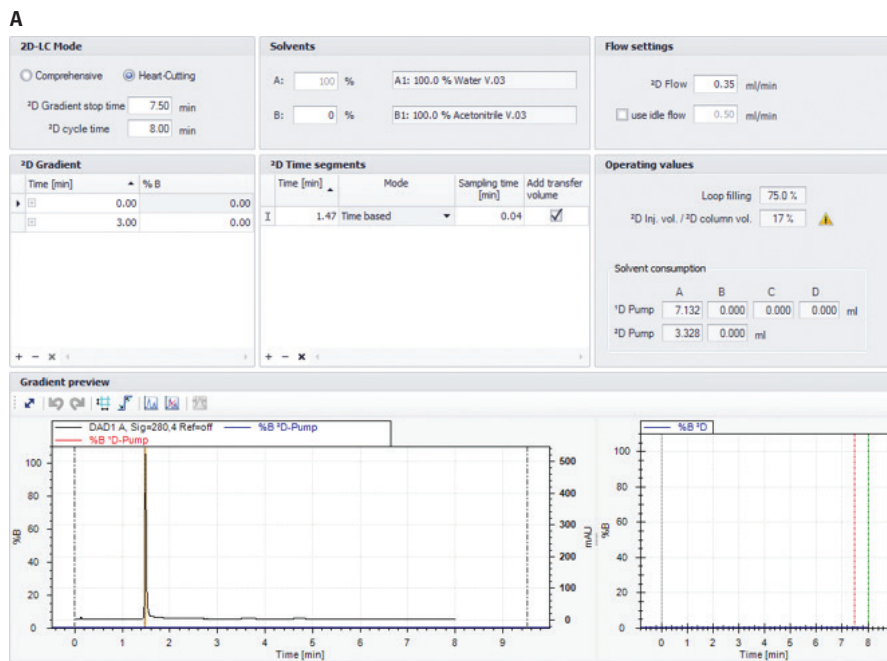 A
2D-LC Mode
Comprehensive Heart-Cutting
²D Gradient stop time 7.50 min
²D cycle time 8.00 min
Solvents
A: 100 % A1: 100.0 % Water V.03
B: 0 % B1: 100.0 % Acetonitrile V.03
Flow settings
²D Flow 0.35 ml/min
use idle flow 0.50 ml/min
²D Gradient
Time [min] % B
0.00 0.00
3.00 0.00
²D Time segments
Time [min] Mode Sampling time [min] Add transfer volume
1.47 Time based 0.04
Operating values
Loop filling 75.0 %
²D Inj. vol. / ²D column vol. 17 %
Solvent consumption
A B C D
¹D Pump 7.132 0.000 0.000 0.000 ml
²D Pump 3.328 0.000 ml
Gradient preview
DAD1 A, Sig=280,4 Ref=off %B ²D-Pump
%B ¹D-Pump
%B
100
80
60
40
20
0
500
400
300
200
100
0
mAU
0 1 2 3 4 5 6 7 8 9
Time [min]
%B ²D
%B
100
80
60
40
20
0
0 1 2 3 4 5 6 7 8
Time [min]